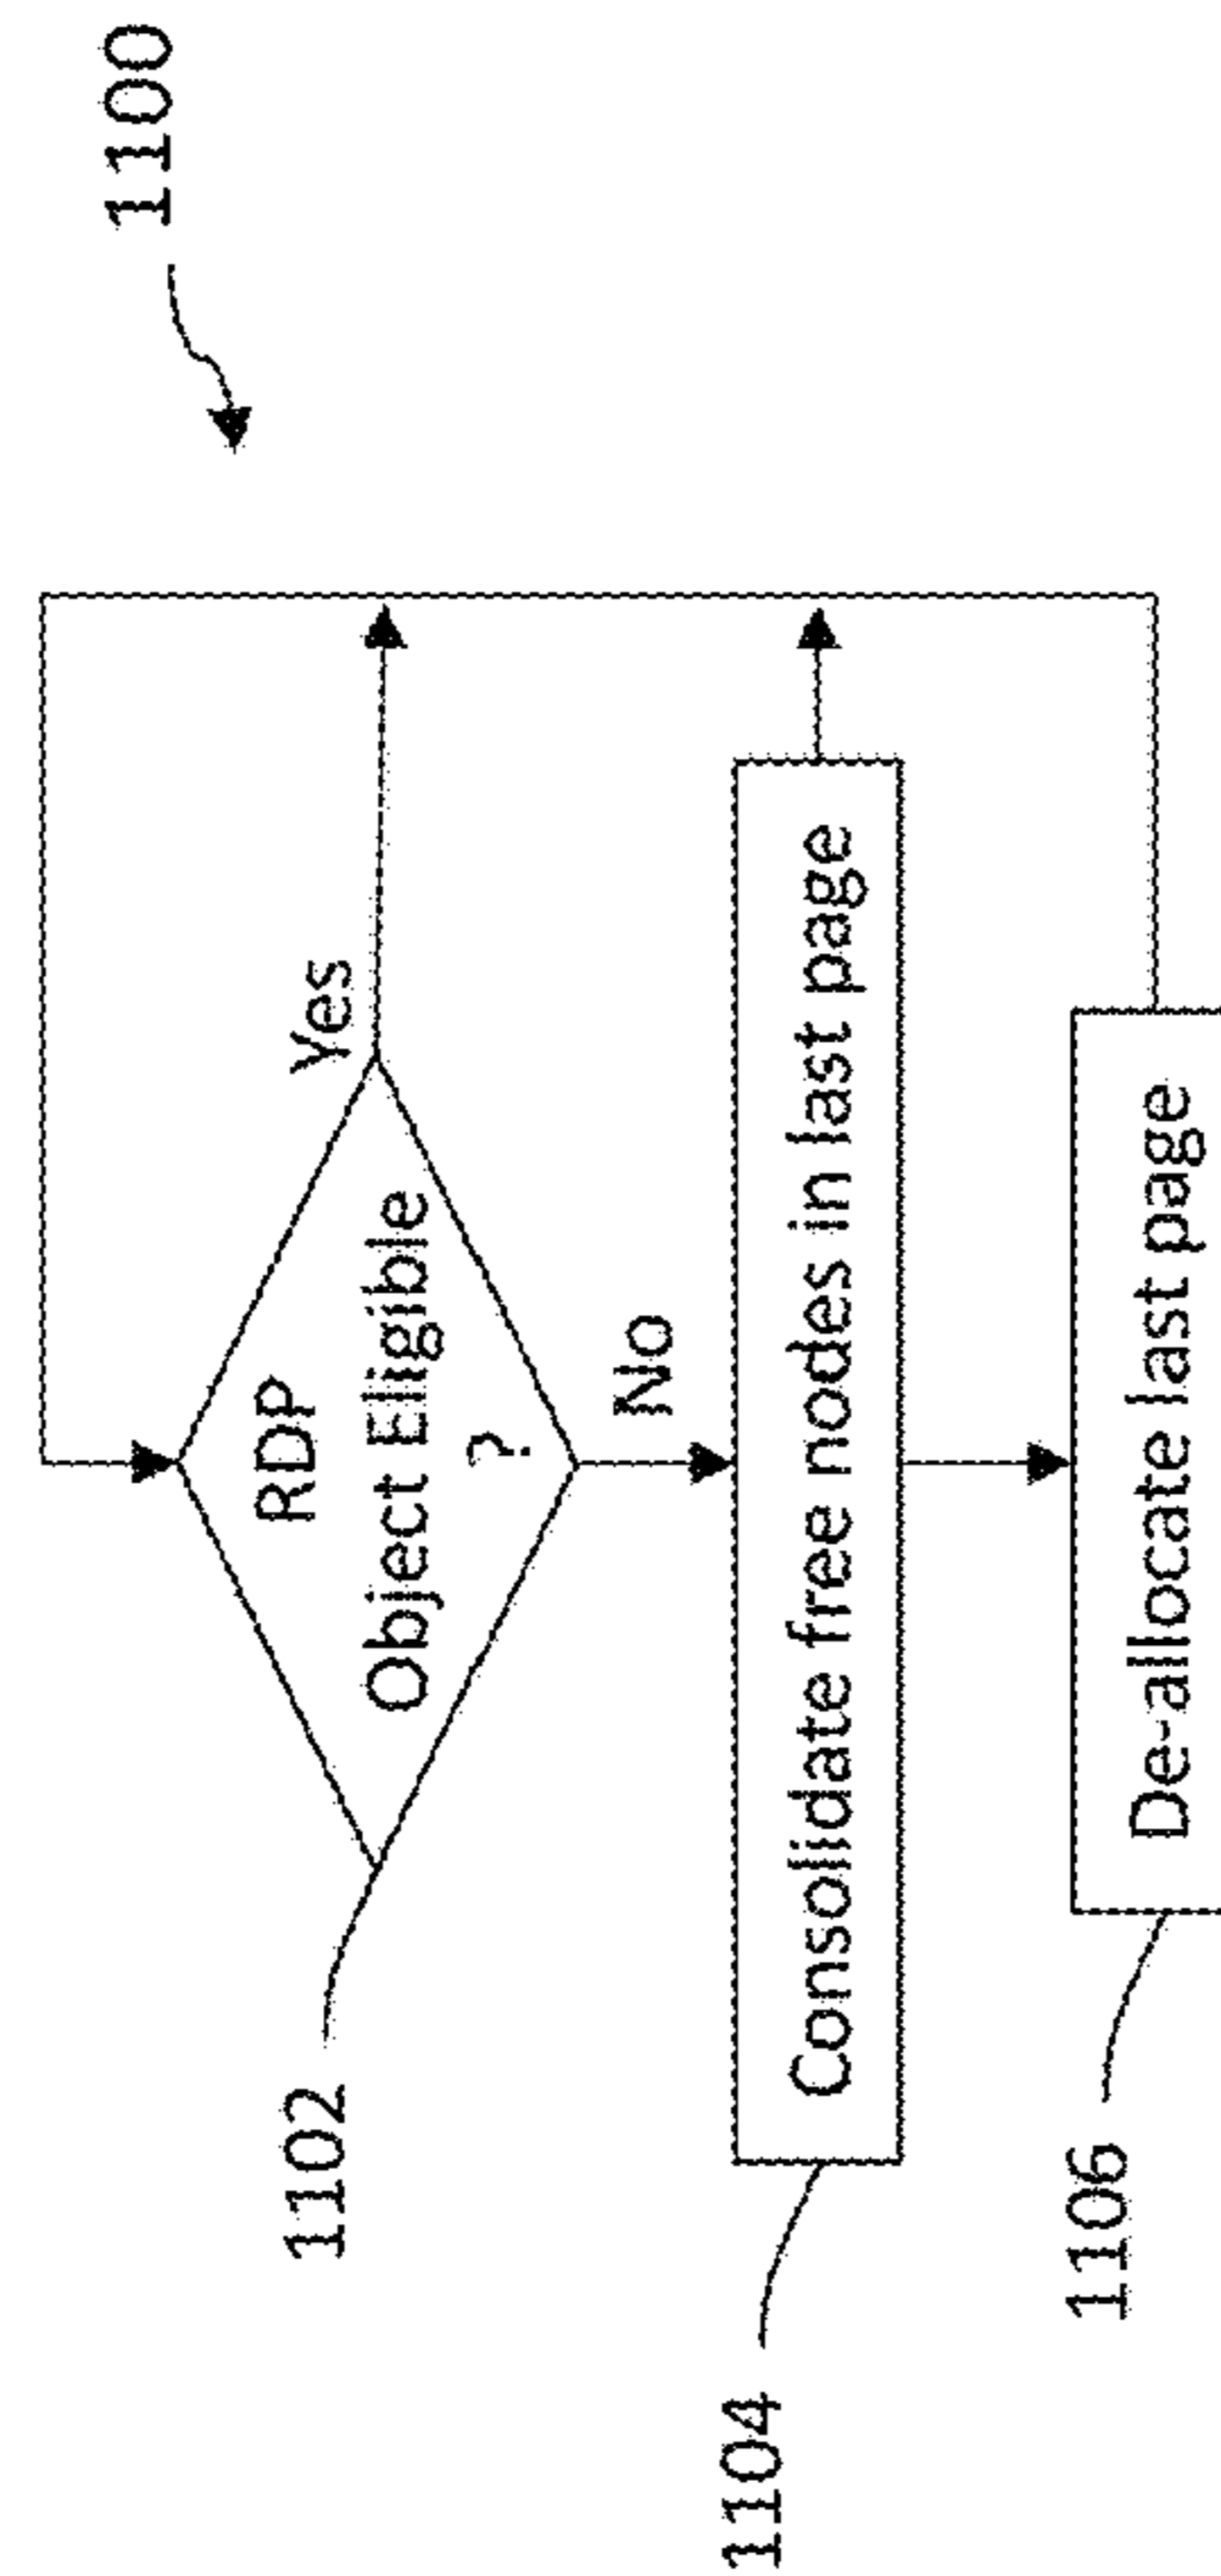 1100
1102
RDP
Object Eligible
?
Yes
No
1104
Consolidate free nodes in last page
1106
De-allocate last page